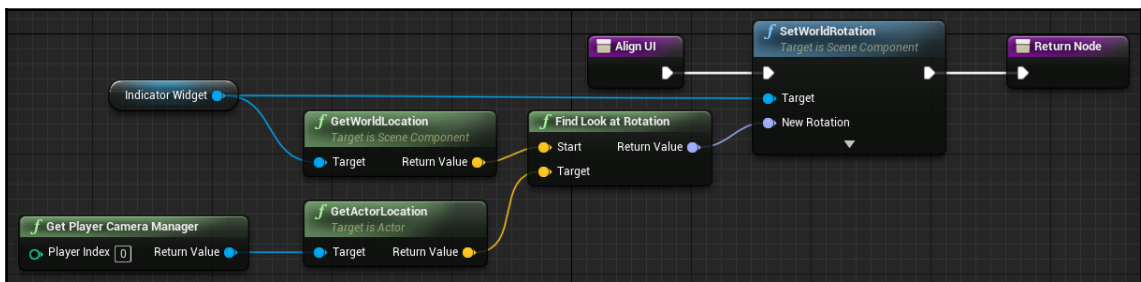 Align UI
SetWorldRotation
Target is Scene Component
Target
New Rotation
Return Node
Indicator Widget
GetWorldLocation
Target is Scene Component
Target Return Value
Find Look at Rotation
Start Return Value
Target
Get Player Camera Manager
Player Index 0 Return Value
GetActorLocation
Target is Actor
Target Return Value